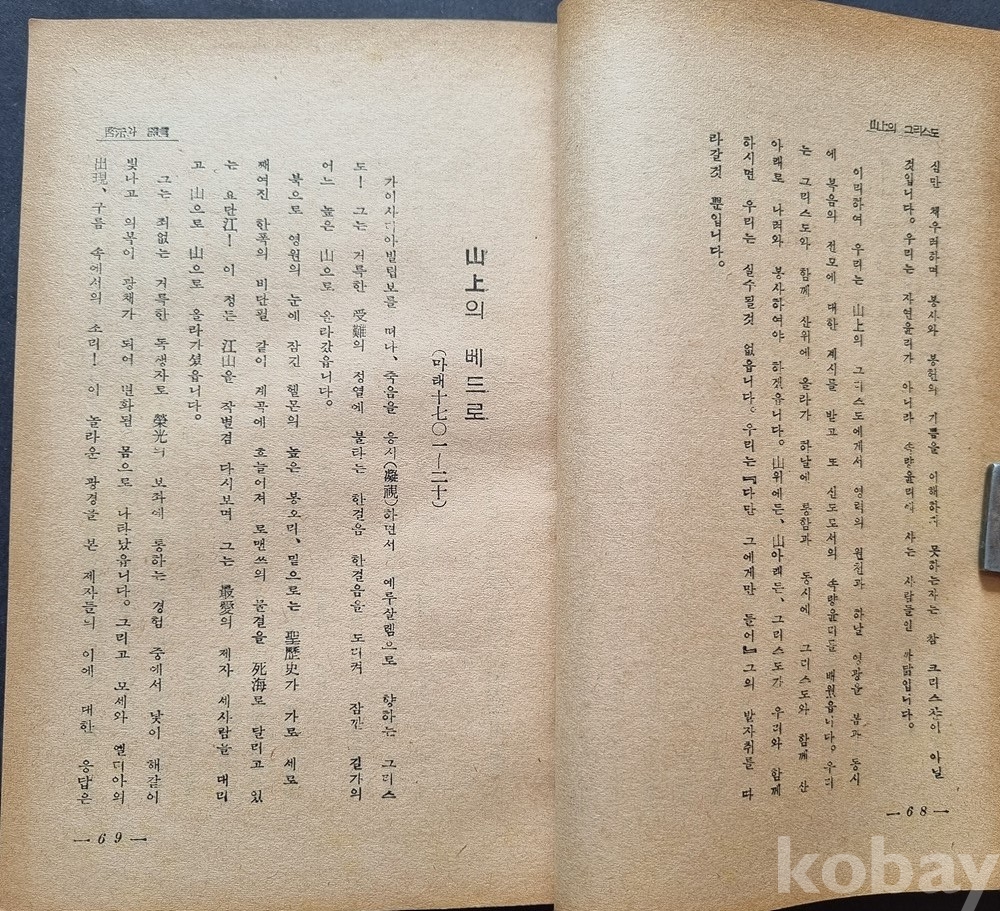 山上의 그리스도
심만 채우려하며 봉사와 봉헌의 기쁨을 이해하지 못하는자는 참 크리스챤이 아닐
것입니다。우리는 자연윤리가 아니라 속량윤리에 사는 사람들인 까닭입니다。
이리하여 우리는 山上의 그리스도에게서 영력의 원천과 하날 영광을 봄과 동시
에 복음의 전모에 대한 계시를 받고 또 신도로서의 속량윤리를 배웠읍니다。우리
는 그리스도와 함께 산위에 올라가 하날에 통함과 동시에 그리스도와 함께 산
아래로 나려와 봉사하여야 하겠읍니다。山위에든、山아래든、그리스도가 우리와 함께
하시면 우리는 실수될것 없읍니다。우리는『다만 그에게만 들어』그의 발자취를 다
라갈것 뿐입니다。
— 68 —
啓示와
山上의 베드로
(마태十七〇一—二十)
가이사리아빌립보를 떠나、죽음을 응시(凝視)하면서 예루살렘으로 향하는 그리스
도! 그는 거룩한 受難의 정열에 불타는 한걸음 한걸음을 도디켜 잠깐 길가의
어느 높은 山으로 올라갔읍니다。
북으로 영원의 눈에 잠긴 헬몬의 높은 봉오리、밑으로는 聖歷史가 가로 세로
째여진 한폭의 비단필 같이 계곡에 흐늘어져 로맨쓰의 물결을 死海로 달리고 있
는 요단江! 이 정든 江山을 작별겸 다시보며 그는 最愛의 제자 세사람을 대리
고 山으로 山으로 올라가셨읍니다。
그는 죄없는 거룩한 독생자로 榮光의 보좌에 통하는 경험 중에서 낯이 해같이
빛나고 의복이 광채가 되어 변화된 몸으로 나타났읍니다。그리고 모세와 엘리아의
出現、구름 속에서의 소리! 이 놀라운 광경을 본 제자들의 이에 대한 응답은
— 69 —
kobay